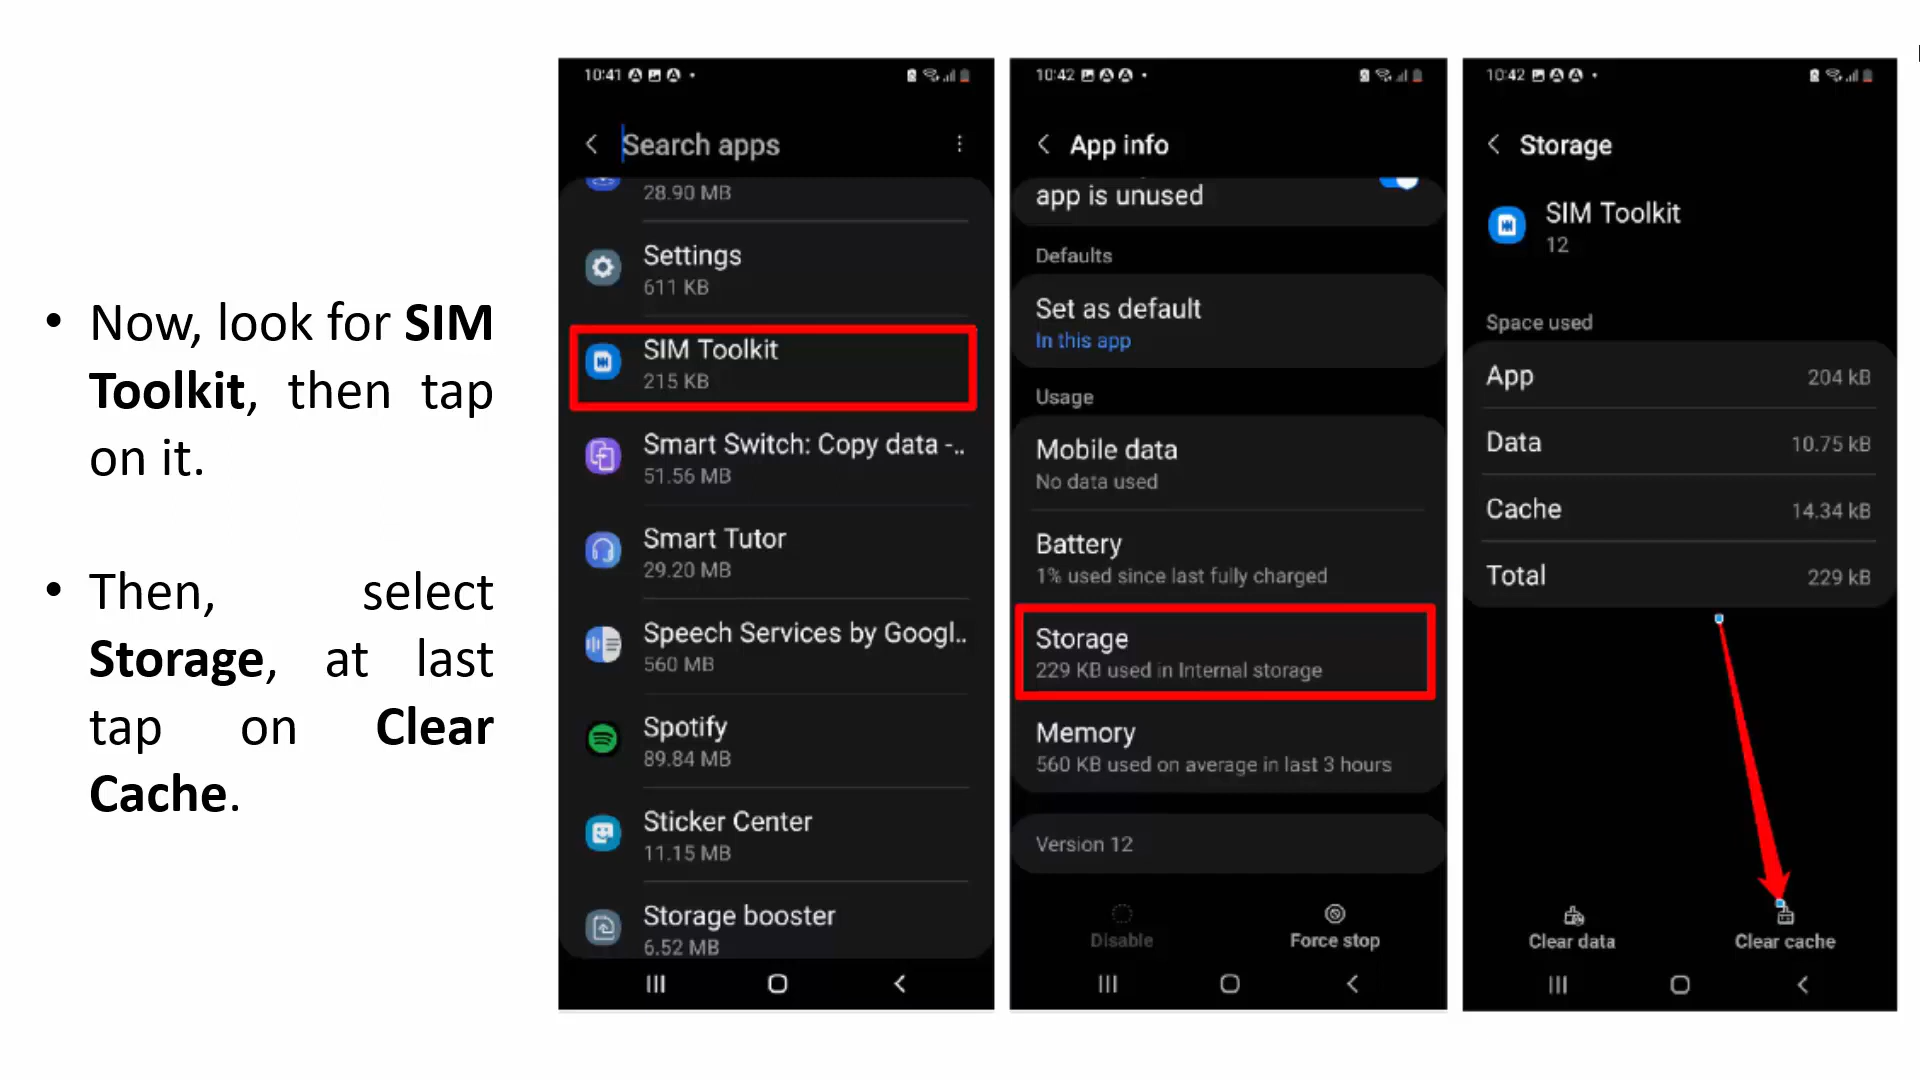 • Now, look for SIM
Toolkit, then tap
on it.
• Then, select
Storage, at last
tap on Clear
Cache.
10:41
Search apps
28.90 MB
Settings
611 KB
SIM Toolkit
215 KB
Smart Switch: Copy data -..
51.56 MB
Smart Tutor
29.20 MB
Speech Services by Googl..
560 MB
Spotify
89.84 MB
Sticker Center
11.15 MB
Storage booster
6.52 MB
10:42
App info
app is unused
Defaults
Set as default
In this app
Usage
Mobile data
No data used
Battery
1% used since last fully charged
Storage
229 KB used in Internal storage
Memory
560 KB used on average in last 3 hours
Version 12
Disable
Force stop
10:42
Storage
SIM Toolkit
12
Space used
App 204 kB
Data 10.75 kB
Cache 14.34 kB
Total 229 kB
Clear data
Clear cache